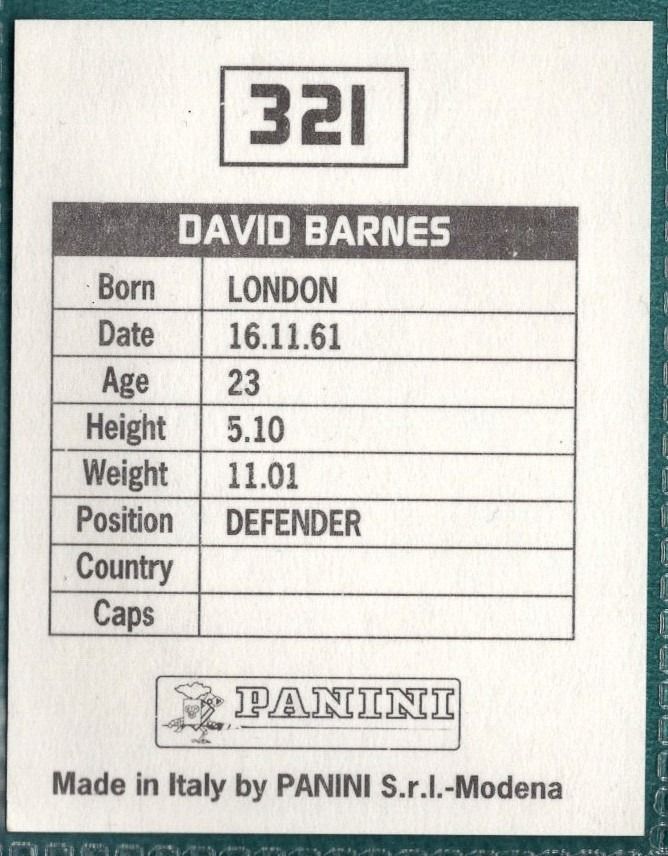 321
DAVID BARNES
Born LONDON
Date 16.11.61
Age 23
Height 5.10
Weight 11.01
Position DEFENDER
Country
Caps
PANINI
Made in Italy by PANINI S.r.l.-Modena